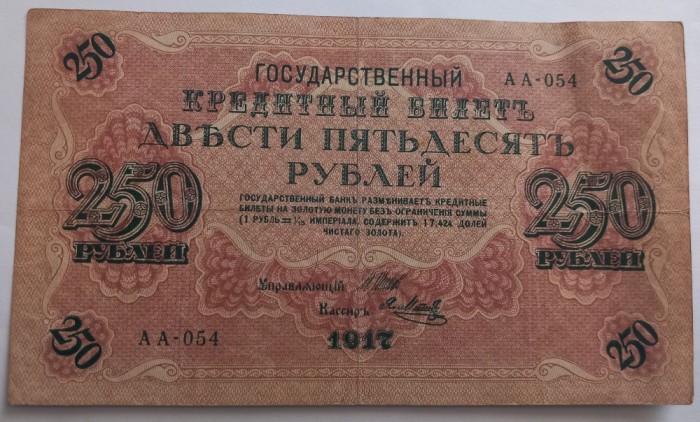 250
250
ГОСУДАРСТВЕННЫЙ
АА-054
КРЕДИТНЫЙ БИЛЕТЪ
ДВѢСТИ ПЯТЬДЕСЯТЪ
РУБЛЕЙ
250
РУБЛЕЙ
250
РУБЛЕЙ
ГОСУДАРСТВЕННЫЙ БАНКЪ РАЗМѢНИВАЕТЪ КРЕДИТНЫЕ
БИЛЕТЫ НА ЗОЛОТУЮ МОНЕТУ БЕЗЪ ОГРАНИЧЕНІЯ СУММЫ
(1 РУБЛЬ = 1/15 ИМПЕРІАЛА, СОДЕРЖИТЪ 17,424 ДОЛЕЙ
ЧИСТАГО ЗОЛОТА).
Управляющій
Кассиръ
АА-054
1917
250
250